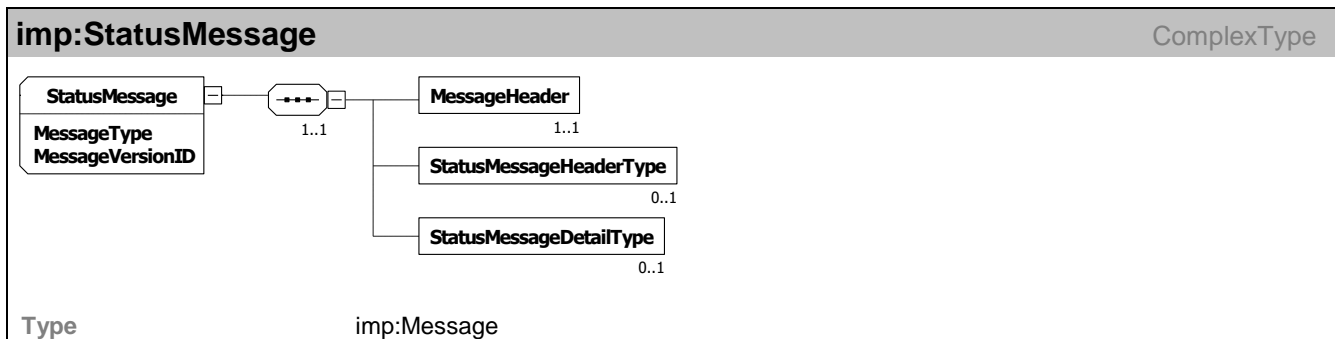 imp:StatusMessage ComplexType
StatusMessage
MessageType
MessageVersionID
1..1
MessageHeader
1..1
StatusMessageHeaderType
0..1
StatusMessageDetailType
0..1
Type imp:Message